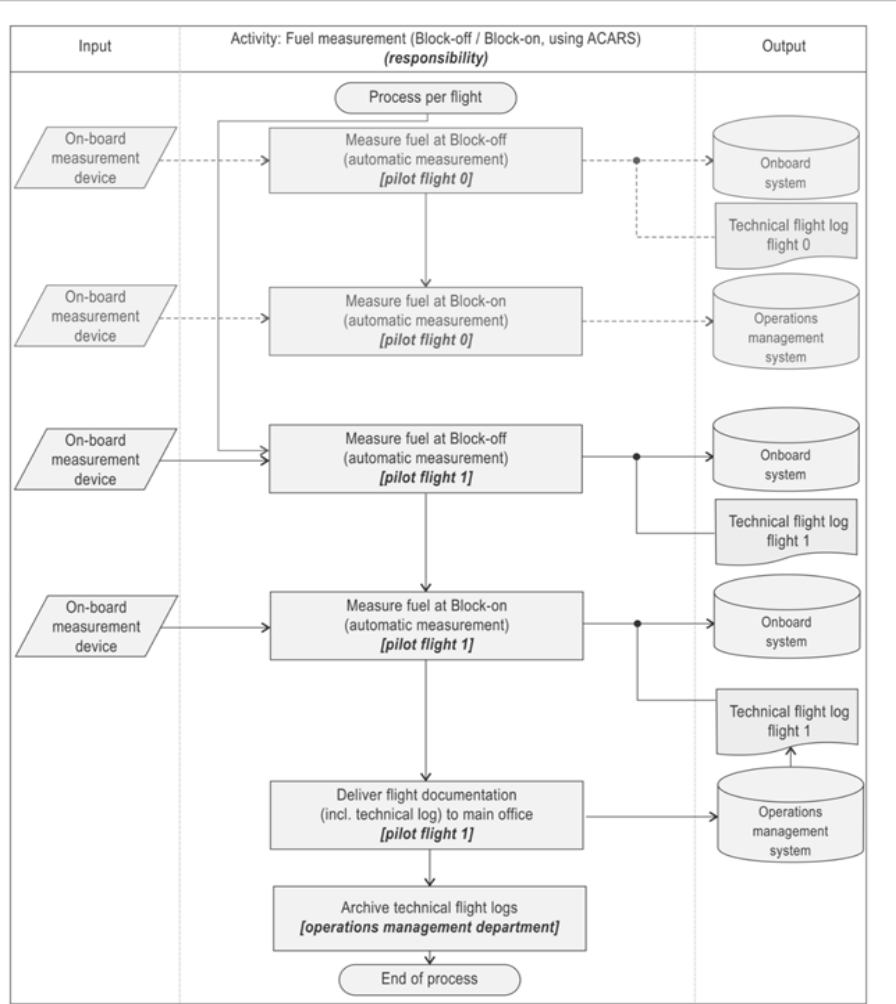 Input
Activity: Fuel measurement (Block-off / Block-on, using ACARS)
(responsibility)
Output
Process per flight
On-board
measurement
device
Measure fuel at Block-off
(automatic measurement)
[pilot flight 0]
Onboard
system
Technical flight log
flight 0
On-board
measurement
device
Measure fuel at Block-on
(automatic measurement)
[pilot flight 0]
Operations
management
system
On-board
measurement
device
Measure fuel at Block-off
(automatic measurement)
[pilot flight 1]
Onboard
system
Technical flight log
flight 1
On-board
measurement
device
Measure fuel at Block-on
(automatic measurement)
[pilot flight 1]
Onboard
system
Technical flight log
flight 1
Deliver flight documentation
(incl. technical log) to main office
[pilot flight 1]
Operations
management
system
Archive technical flight logs
[operations management department]
End of process